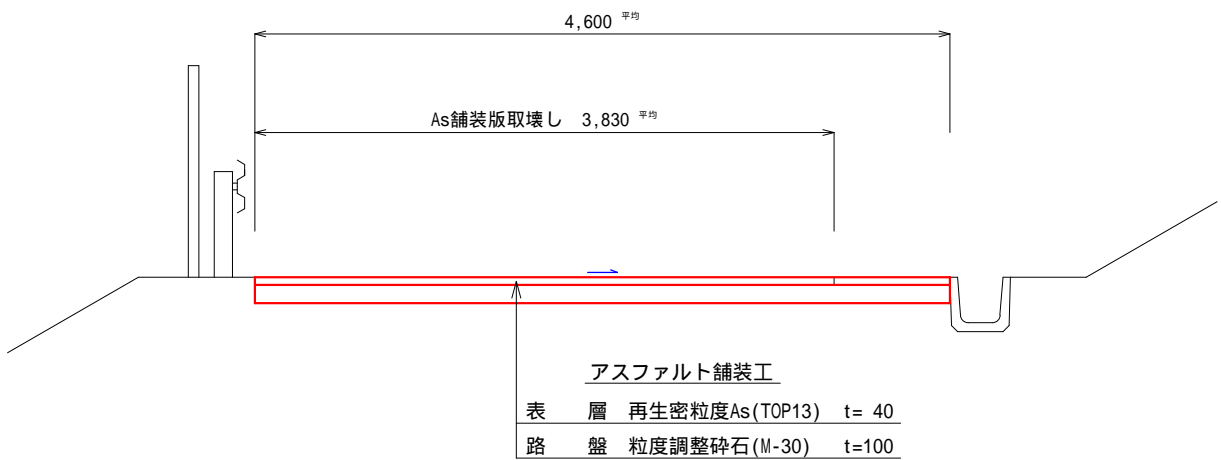 4,600 平均
As舗装版取壊し 3,830 平均
アスファルト舗装工
表 層 再生密粒度As(TOP13) t= 40
路 盤 粒度調整砕石(M-30) t=100